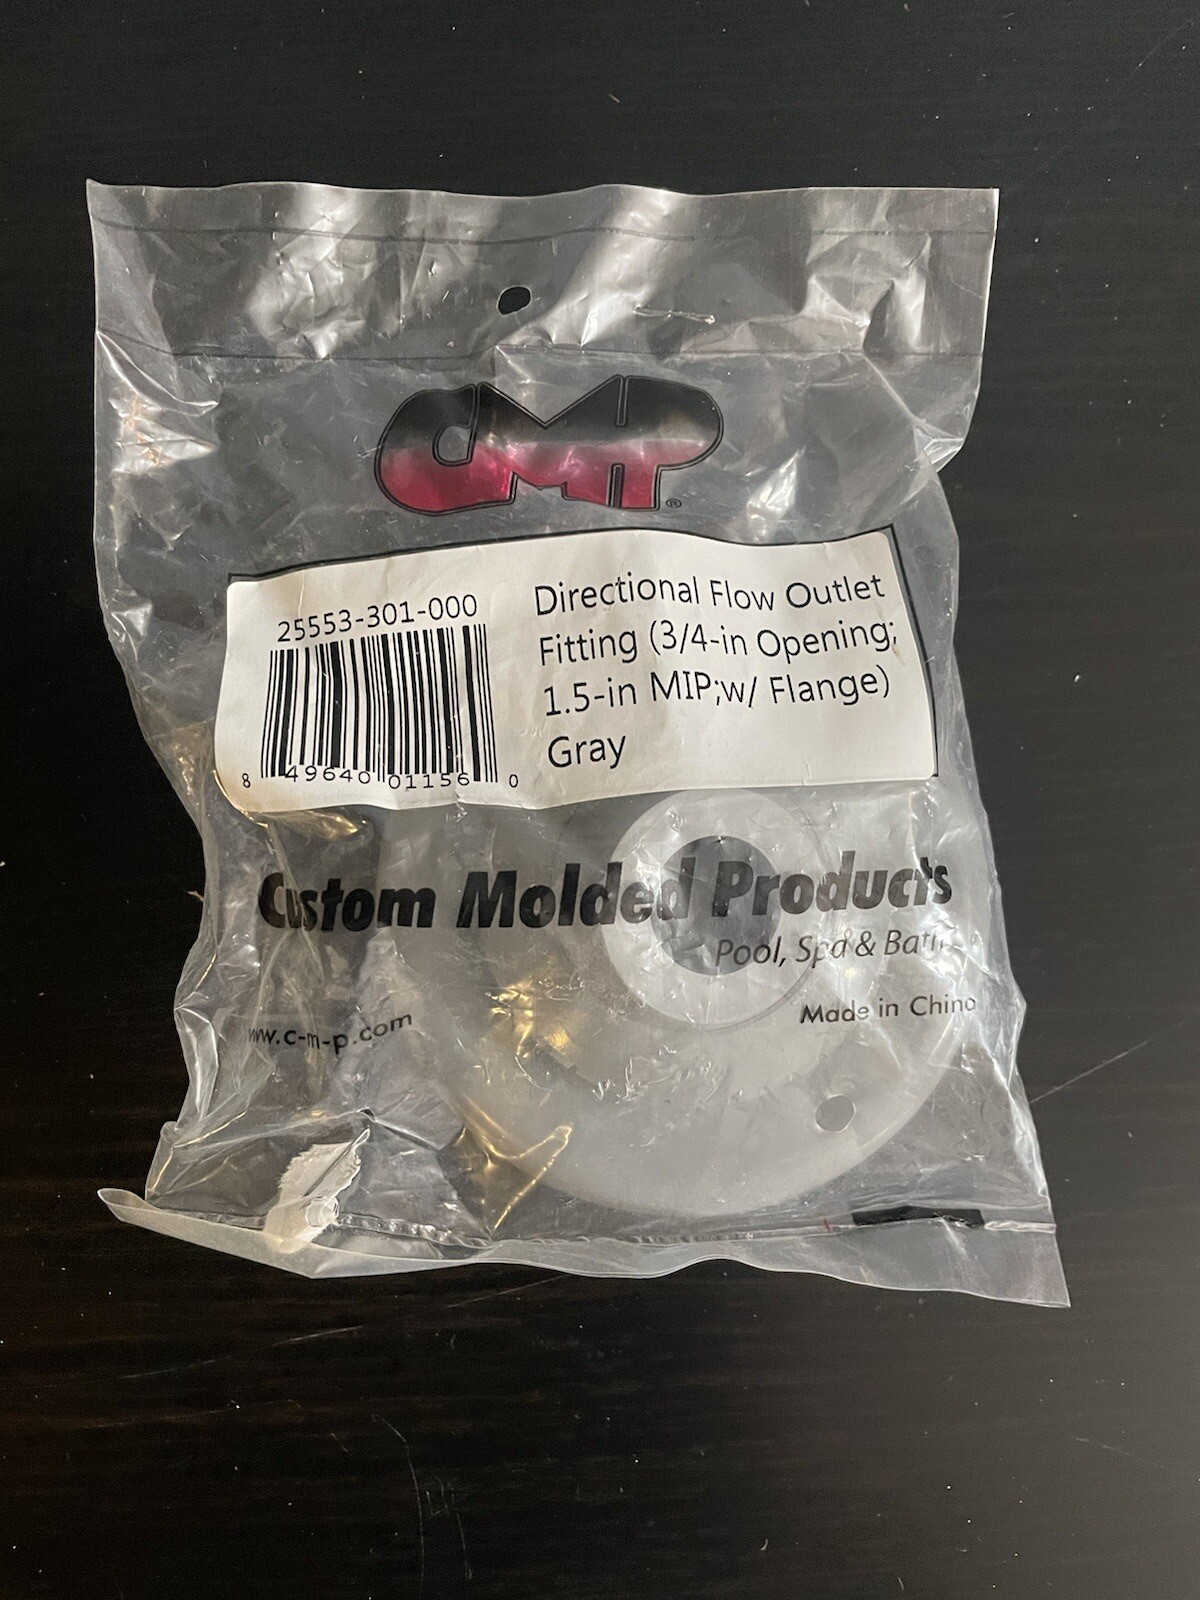 CMP®
25553-301-000
8 49640 01156 0
Directional Flow Outlet
Fitting (3/4-in Opening;
1.5-in MIP;w/ Flange)
Gray
Custom Molded Products
Pool, Spa & Bath
Made in China
www.c-m-p.com